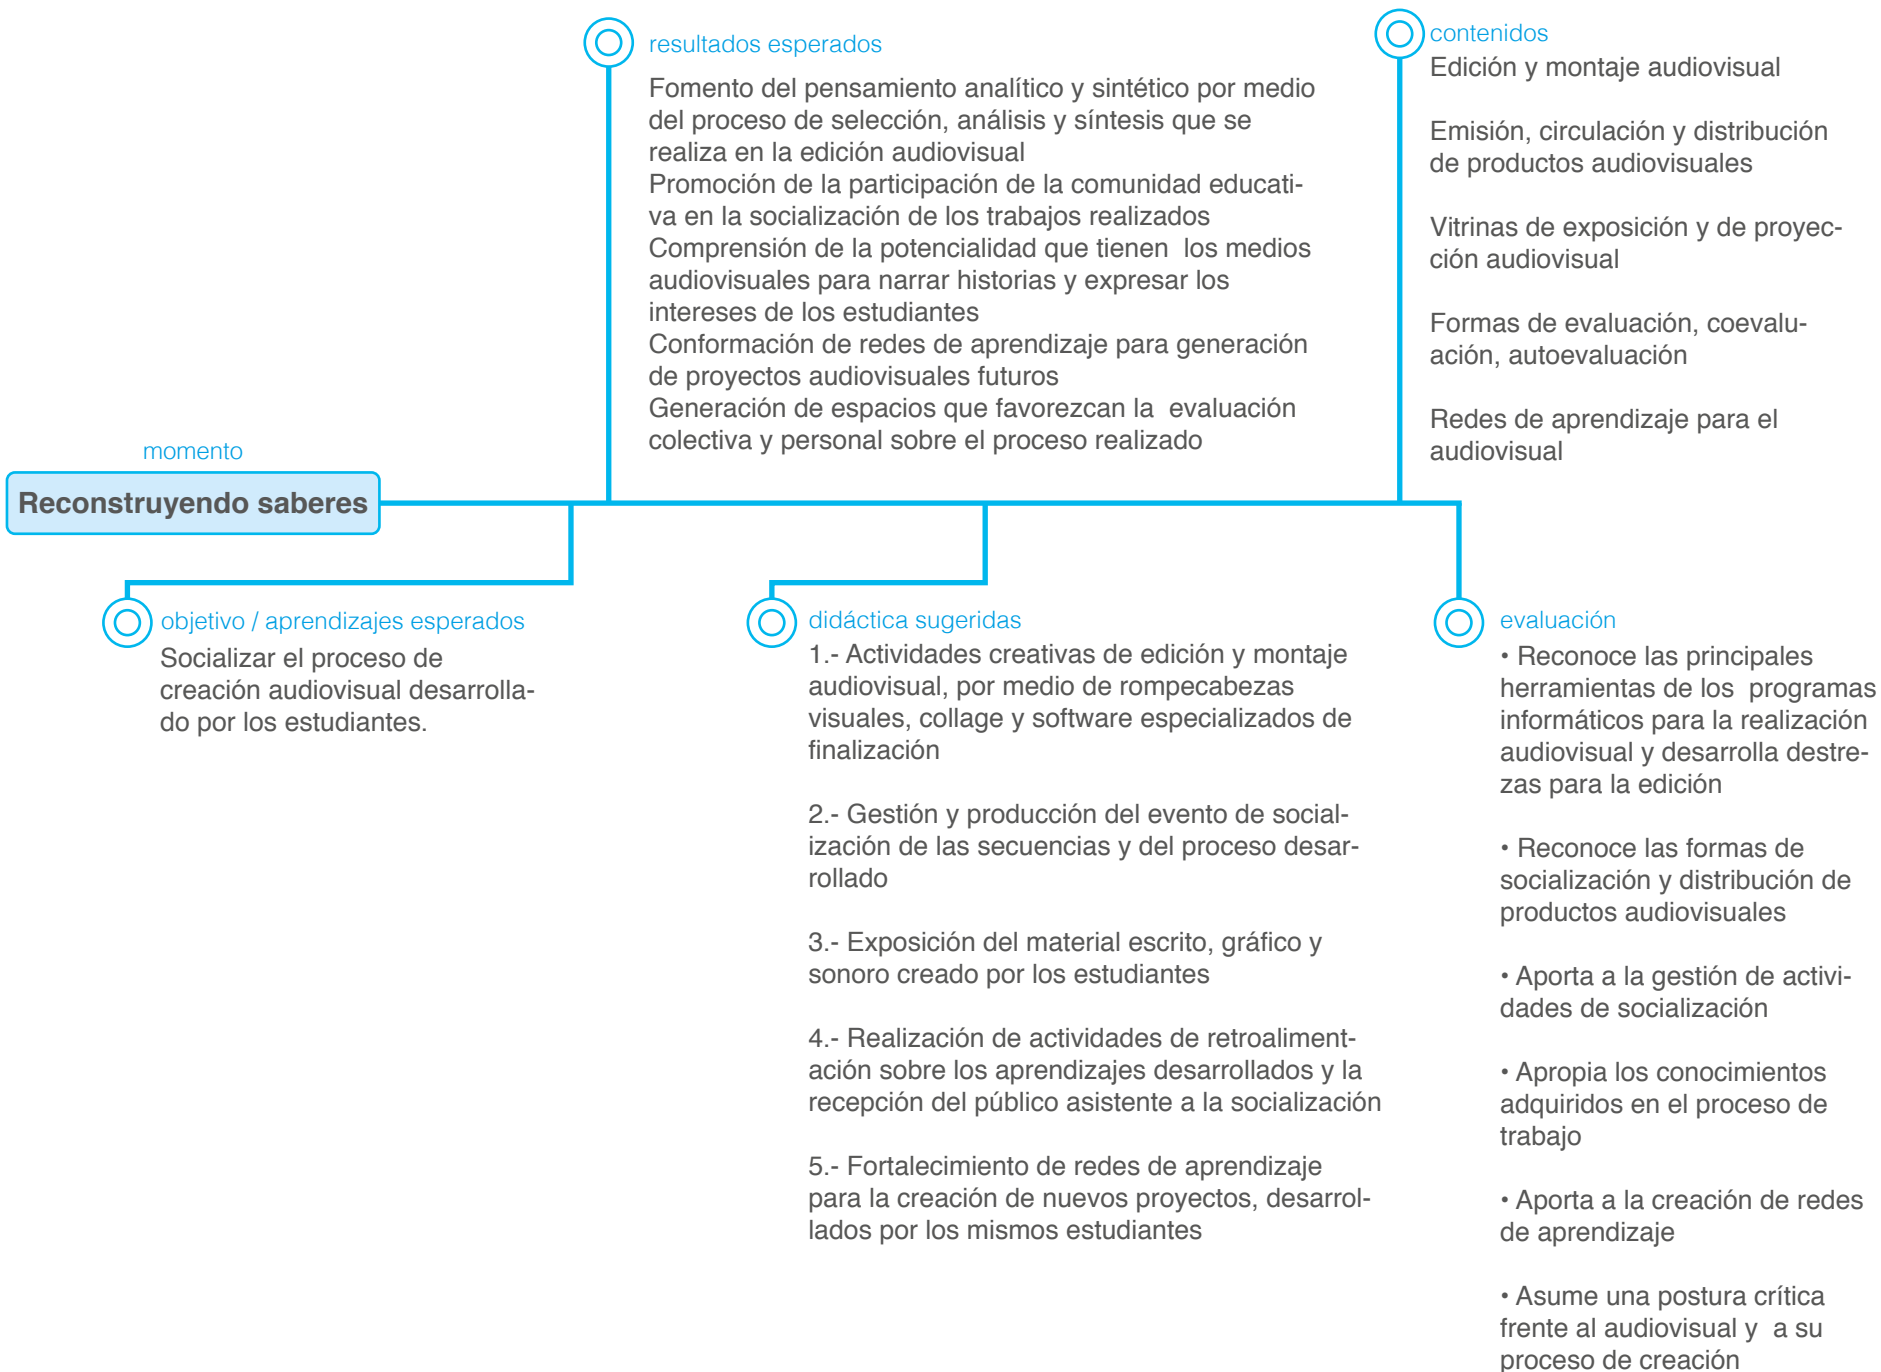 resultados esperados
Fomento del pensamiento analítico y sintético por medio
del proceso de selección, análisis y síntesis que se
realiza en la edición audiovisual
Promoción de la participación de la comunidad educati-
va en la socialización de los trabajos realizados
Comprensión de la potencialidad que tienen  los medios
audiovisuales para narrar historias y expresar los
intereses de los estudiantes
Conformación de redes de aprendizaje para generación
de proyectos audiovisuales futuros
Generación de espacios que favorezcan la  evaluación
colectiva y personal sobre el proceso realizado
contenidos
Edición y montaje audiovisual
Emisión, circulación y distribución
de productos audiovisuales
Vitrinas de exposición y de proyec-
ción audiovisual
Formas de evaluación, coevalu-
ación, autoevaluación
Redes de aprendizaje para el
audiovisual
momento
Reconstruyendo saberes
objetivo / aprendizajes esperados
Socializar el proceso de
creación audiovisual desarrolla-
do por los estudiantes.
didáctica sugeridas
1.- Actividades creativas de edición y montaje
audiovisual, por medio de rompecabezas
visuales, collage y software especializados de
finalización
2.- Gestión y producción del evento de social-
ización de las secuencias y del proceso desar-
rollado
3.- Exposición del material escrito, gráfico y
sonoro creado por los estudiantes
4.- Realización de actividades de retroaliment-
ación sobre los aprendizajes desarrollados y la
recepción del público asistente a la socialización
5.- Fortalecimiento de redes de aprendizaje
para la creación de nuevos proyectos, desarrol-
lados por los mismos estudiantes
evaluación
• Reconoce las principales
herramientas de los  programas
informáticos para la realización
audiovisual y desarrolla destre-
zas para la edición
• Reconoce las formas de
socialización y distribución de
productos audiovisuales
• Aporta a la gestión de activi-
dades de socialización
• Apropia los conocimientos
adquiridos en el proceso de
trabajo
• Aporta a la creación de redes
de aprendizaje
• Asume una postura crítica
frente al audiovisual y  a su
proceso de creación